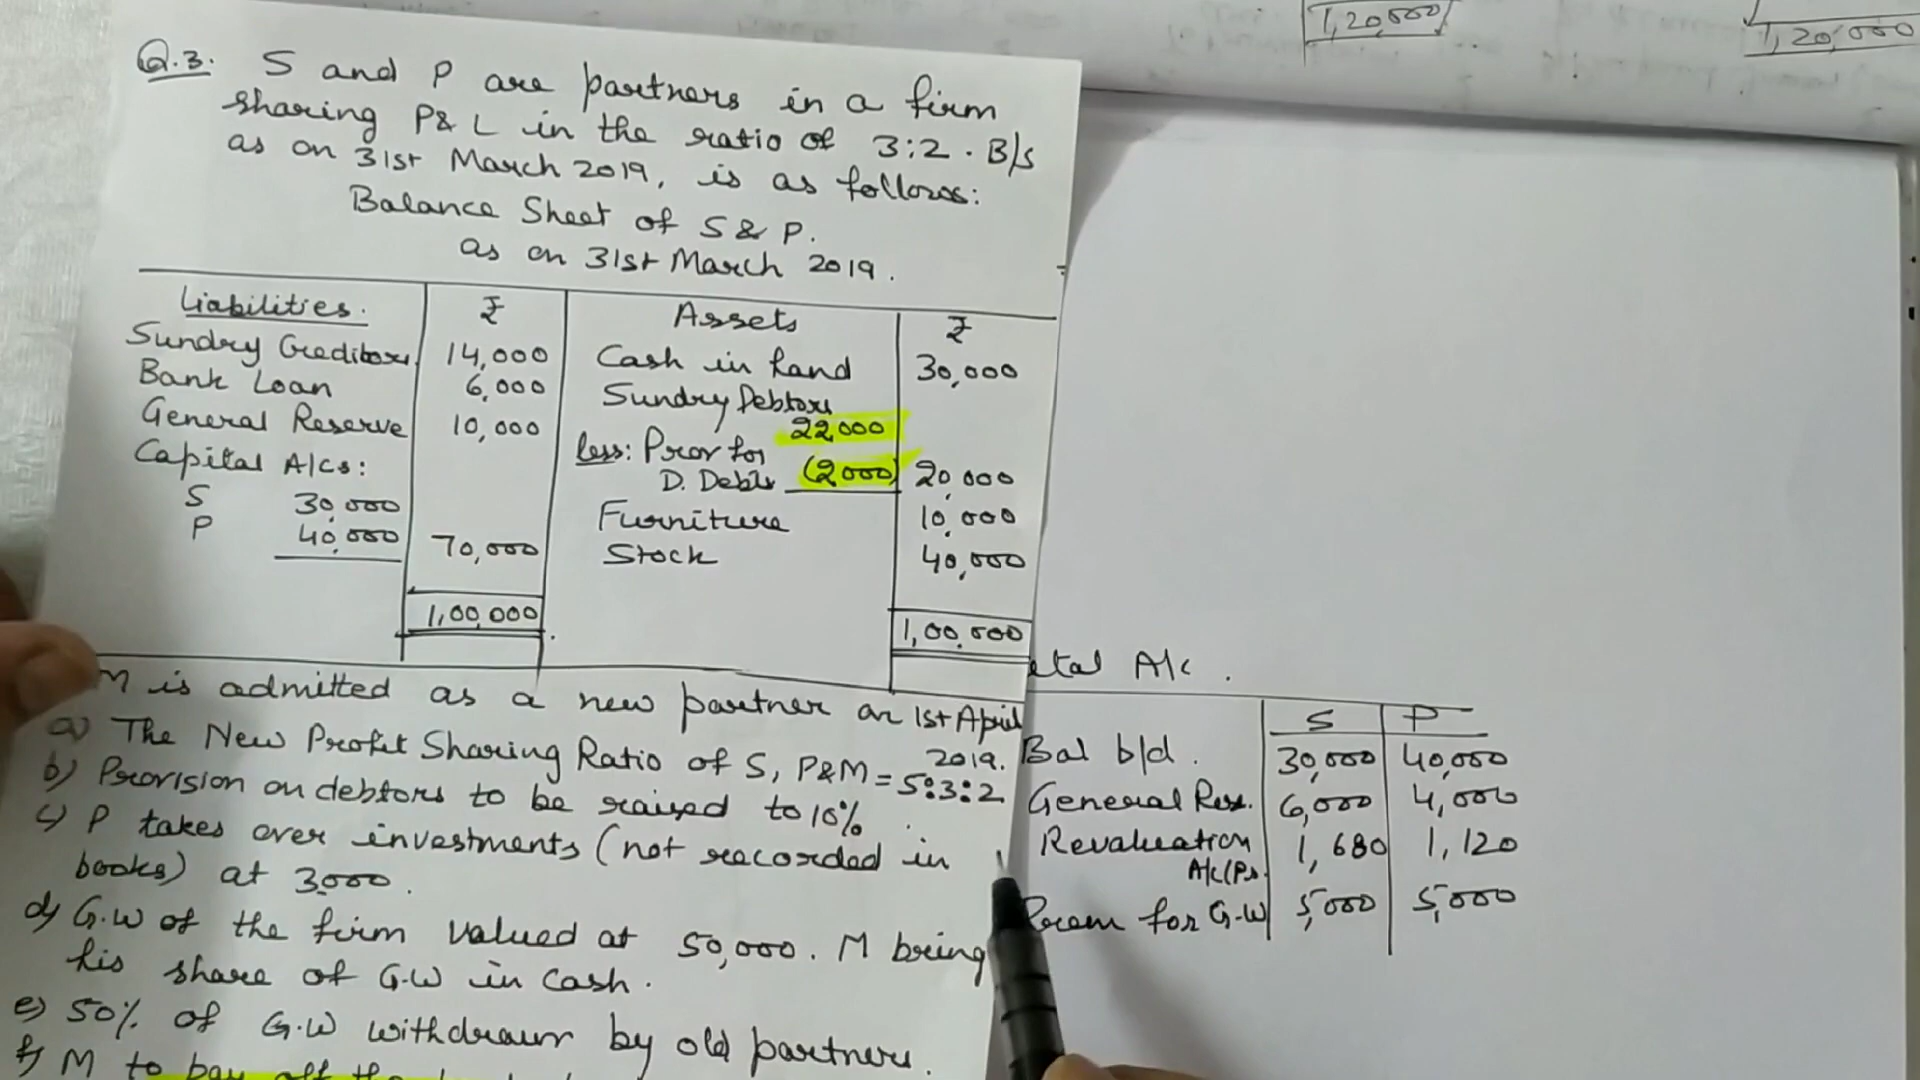 1,20,000
1,20,000
Q.3. S and P are partners in a firm
sharing P& L in the ratio of 3:2. B/s
as on 31st March 2019, is as follows:
Balance Sheet of S & P.
as on 31st March 2019.
Liabilities. ₹ Assets ₹
Sundry Creditors 14,000 Cash in hand 30,000
Bank Loan 6,000 Sundry Debtors
22,000
General Reserve 10,000 less: Prov for
D. Debts (2000) 20,000
Capital A/cs: Furniture 10,000
S 30,000 Stock 40,000
P 40,000 70,000
1,00,000 1,00,000
M is admitted as a new partner on 1st April
2019.
a) The New Profit Sharing Ratio of S, P&M = 5:3:2
b) Provision on debtors to be raised to 10%.
c) P takes over investments (not recorded in
books) at 3000.
d) G.W of the firm valued at 50,000. M brings
his share of G.W in cash.
e) 50% of G.W withdrawn by old partners.
f) M to pay off the
ital A/c.
S P
Bal b/d. 30,000 40,000
General Res. 6,000 4,000
Revaluation 1,680 1,120
A/c (Pr.
Prem for G.W 5,000 5,000